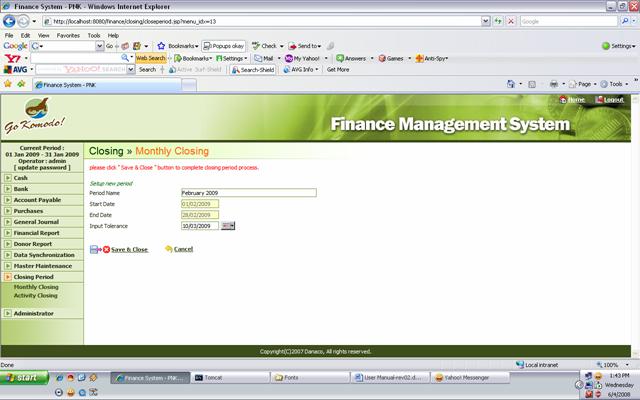 Finance System - PNK - Windows Internet Explorer
http://localhost:8080/finance/closing/closeperiod.jsp?menu_idx=13
Google
File Edit View Favorites Tools Help
Google Go Bookmarks Popups okay Check Send to Settings
Y! Web Search Bookmarks Settings Mail My Yahoo! Answers Games Anti-Spy
AVG YAHOO! SEARCH Search Active Surf-Shield Search-Shield AVG Info Get More
Finance System - PNK Page Tools
Home Logout
Go Komodo!
Finance Management System
Current Period :
01 Jan 2009 - 31 Jan 2009
Operator : admin
[ update password ]
Cash
Bank
Account Payable
Purchases
General Journal
Financial Report
Donor Report
Data Synchronization
Master Maintenance
Closing Period
Monthly Closing
Activity Closing
Administrator
Closing » Monthly Closing
please click " Save & Close " button to complete closing period process.
Setup new period
Period Name February 2009
Start Date 01/02/2009
End Date 28/02/2009
Input Tolerance 10/03/2009
Save & Close Cancel
Copyright(C)2007 Danaco, All rights reserved.
Done Local intranet 100%
start Finance System - PNK... Tomcat Fonts User Manual-rev02.d... Yahoo! Messenger
1:43 PM
Wednesday
6/4/2008